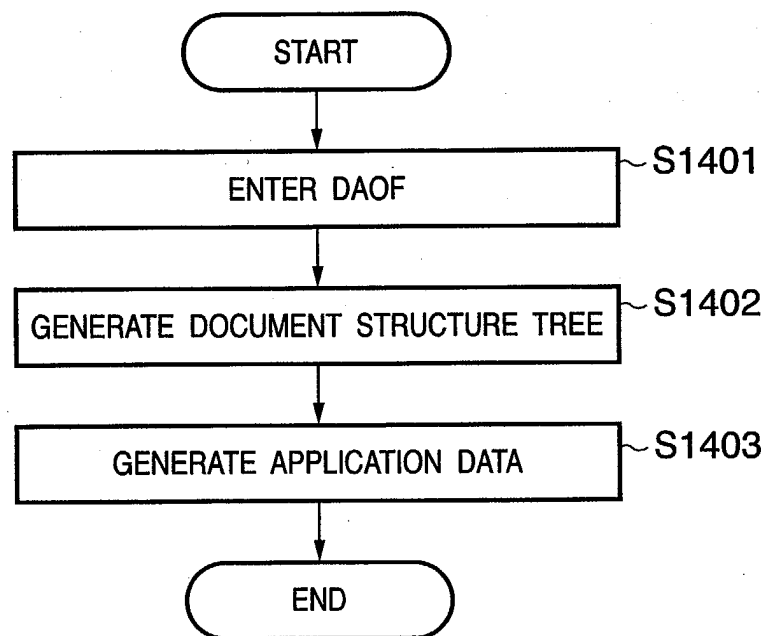 START
ENTER DAOF
S1401
GENERATE DOCUMENT STRUCTURE TREE
S1402
GENERATE APPLICATION DATA
S1403
END